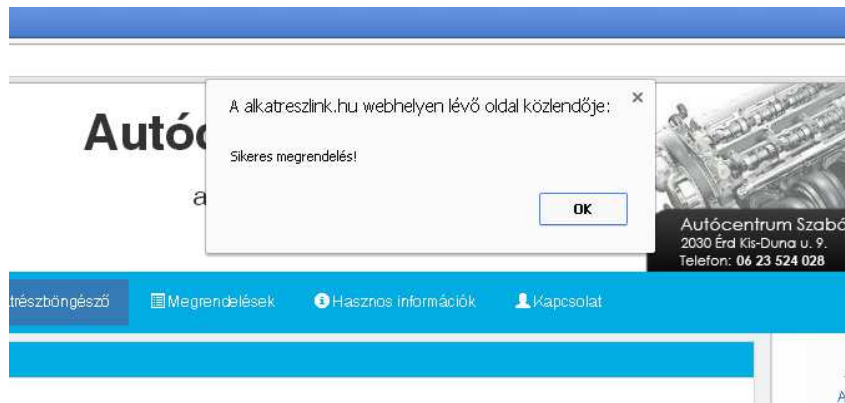 A alkatreszlink.hu webhelyen lévő oldal közlendője:
×
Sikeres megrendelés!
OK
Autóc
a
Autócentrum Szabó
2030 Érd Kis-Duna u. 9.
Telefon: 06 23 524 028
trészböngésző
Megrendelések
Hasznos információk
Kapcsolat
A